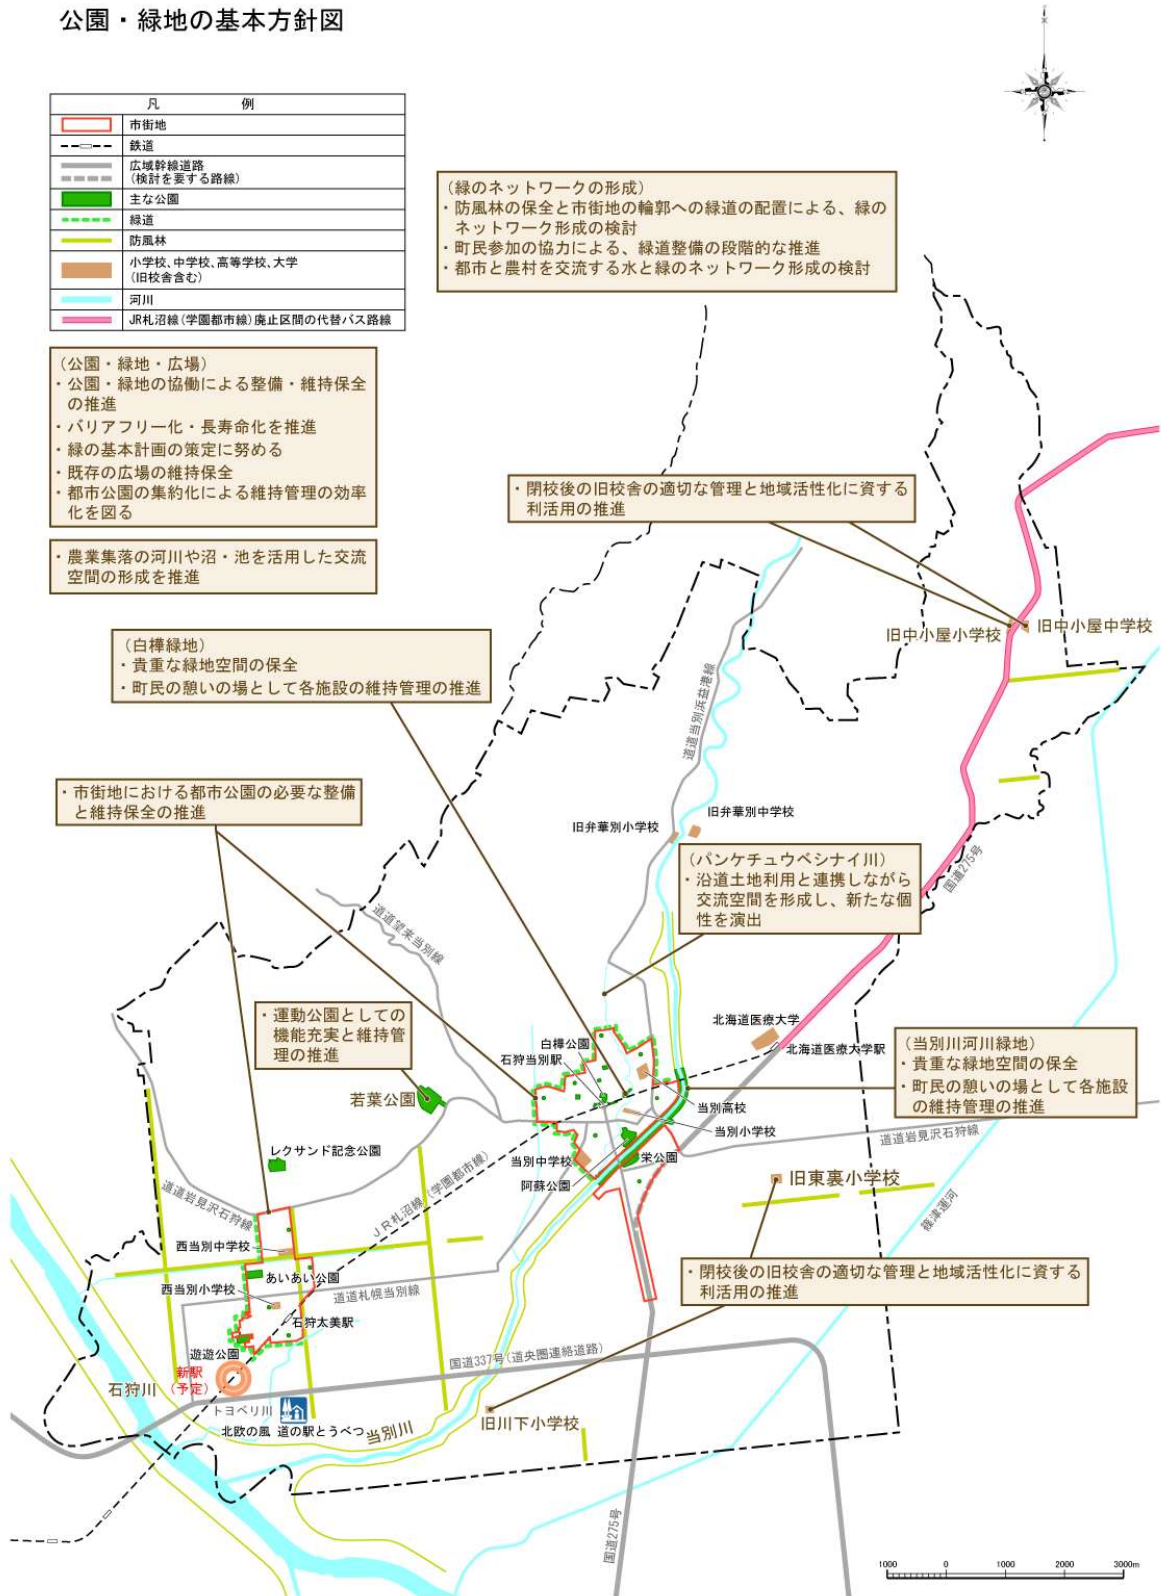 公園・緑地の基本方針図
凡 例
市街地
鉄道
広域幹線道路
(検討を要する路線)
主な公園
緑道
防風林
小学校、中学校、高等学校、大学
(旧校舎含む)
河川
JR札沼線(学園都市線)廃止区間の代替バス路線
(緑のネットワークの形成)
・防風林の保全と市街地の輪郭への緑道の配置による、緑の
ネットワーク形成の検討
・町民参加の協力による、緑道整備の段階的な推進
・都市と農村を交流する水と緑のネットワーク形成の検討
(公園・緑地・広場)
・公園・緑地の協働による整備・維持保全
の推進
・バリアフリー化・長寿命化を推進
・緑の基本計画の策定に努める
・既存の広場の維持保全
・都市公園の集約化による維持管理の効率
化を図る
・農業集落の河川や沼・池を活用した交流
空間の形成を推進
・閉校後の旧校舎の適切な管理と地域活性化に資する
利活用の推進
旧中小屋小学校
旧中小屋中学校
(白樺緑地)
・貴重な緑地空間の保全
・町民の憩いの場として各施設の維持管理の推進
道道当別浜益港線
・市街地における都市公園の必要な整備
と維持保全の推進
旧弁華別小学校
旧弁華別中学校
(パンケチュウベシナイ川)
・沿道土地利用と連携しながら
交流空間を形成し、新たな個
性を演出
国道275号
道道望来当別線
・運動公園としての
機能充実と維持管
理の推進
若葉公園
白樺公園
石狩当別駅
北海道医療大学
北海道医療大学駅
(当別川河川緑地)
・貴重な緑地空間の保全
・町民の憩いの場として各施設
の維持管理の推進
当別高校
当別小学校
道道岩見沢石狩線
レクサンド記念公園
当別中学校
栄公園
阿蘇公園
旧東裏小学校
道道岩見沢石狩線
JR札沼線(学園都市線)
篠津運河
西当別中学校
あいあい公園
西当別小学校
道道札幌当別線
石狩太美駅
・閉校後の旧校舎の適切な管理と地域活性化に資する
利活用の推進
遊遊公園
国道337号(道央圏連絡道路)
新駅
(予定)
石狩川
トヨベリ川
北欧の風 道の駅とうべつ
当別川
旧川下小学校
国道275号
1000 0 1000 2000 3000m